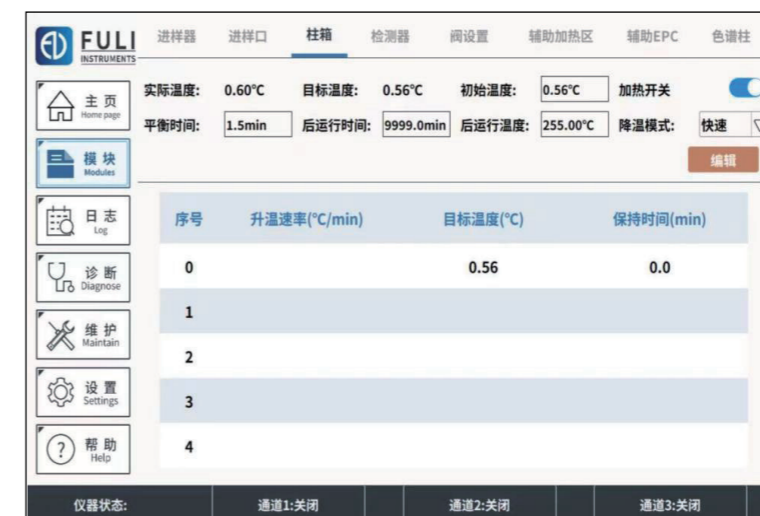 FULI
INSTRUMENTS
进样器 进样口 柱箱 检测器 阀设置 辅助加热区 辅助EPC 色谱柱
实际温度: 0.60°C 目标温度: 0.56°C 初始温度: 0.56°C 加热开关
平衡时间: 1.5min 后运行时间: 9999.0min 后运行温度: 255.00°C 降温模式: 快速
编辑
主页
Home page
模块
Modules
日志
Log
诊断
Diagnose
维护
Maintain
设置
Settings
帮助
Help
序号 升温速率(°C/min) 目标温度(°C) 保持时间(min)
0 0.56 0.0
1
2
3
4
仪器状态: 通道1:关闭 通道2:关闭 通道3:关闭